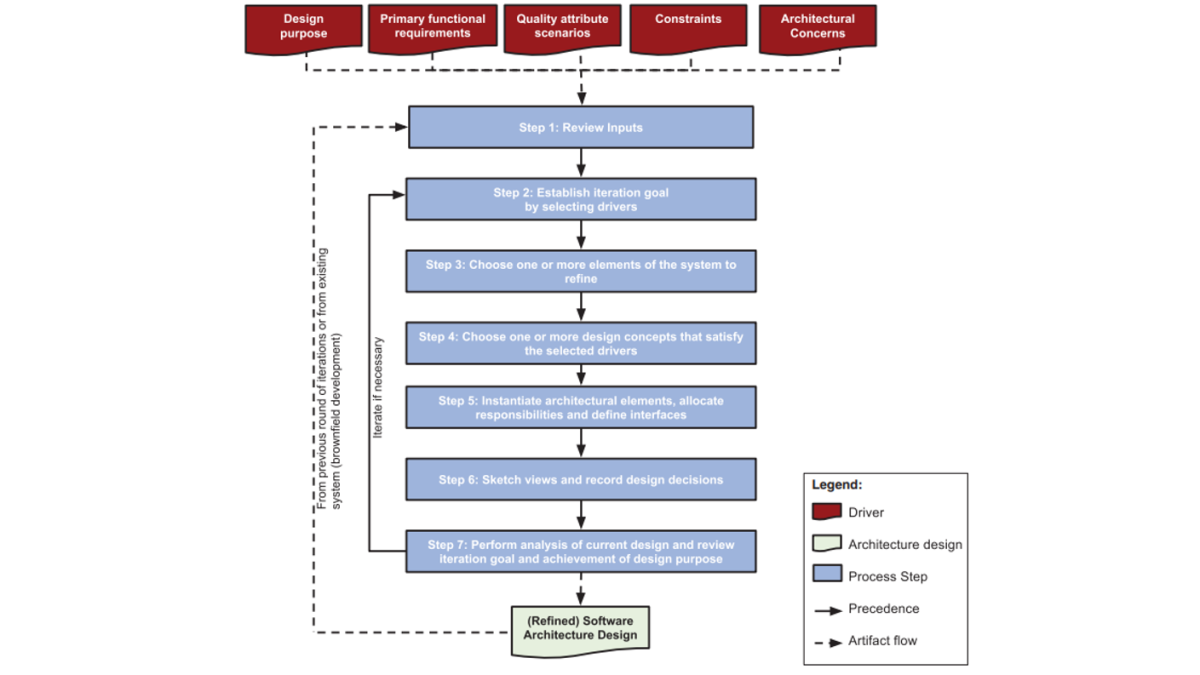 Design
purpose
Primary functional
requirements
Quality attribute
scenarios
Constraints
Architectural
Concerns
Step 1: Review Inputs
Step 2: Establish iteration goal
by selecting drivers
Step 3: Choose one or more elements of the system to
refine
Step 4: Choose one or more design concepts that satisfy
the selected drivers
Step 5: Instantiate architectural elements, allocate
responsibilities and define interfaces
Step 6: Sketch views and record design decisions
Step 7: Perform analysis of current design and review
iteration goal and achievement of design purpose
(Refined) Software
Architecture Design
From previous round of iterations or from existing
system (brownfield development)
Iterate if necessary
Legend:
Driver
Architecture design
Process Step
Precedence
Artifact flow